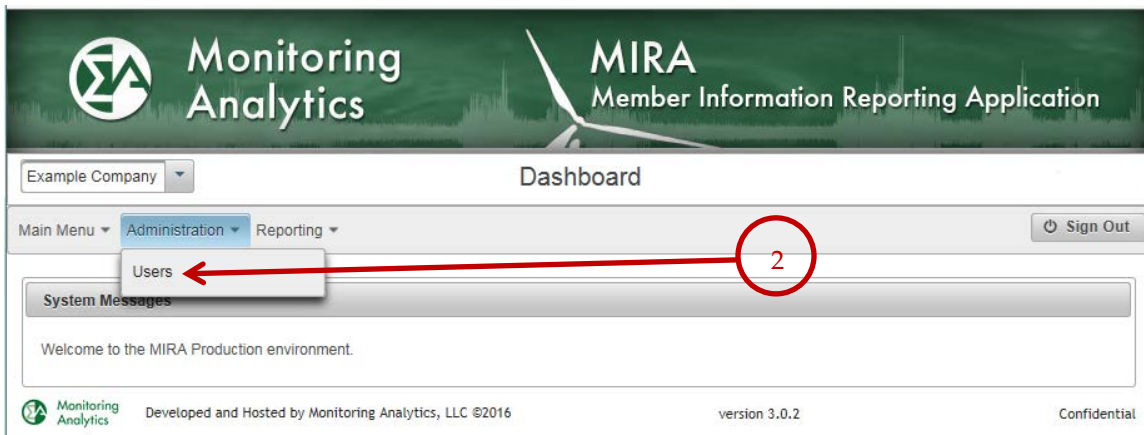 Monitoring
Analytics
MIRA
Member Information Reporting Application
Example Company
Dashboard
Main Menu
Administration
Reporting
Sign Out
Users
2
System Messages
Welcome to the MIRA Production environment.
Monitoring
Analytics
Developed and Hosted by Monitoring Analytics, LLC ©2016
version 3.0.2
Confidential